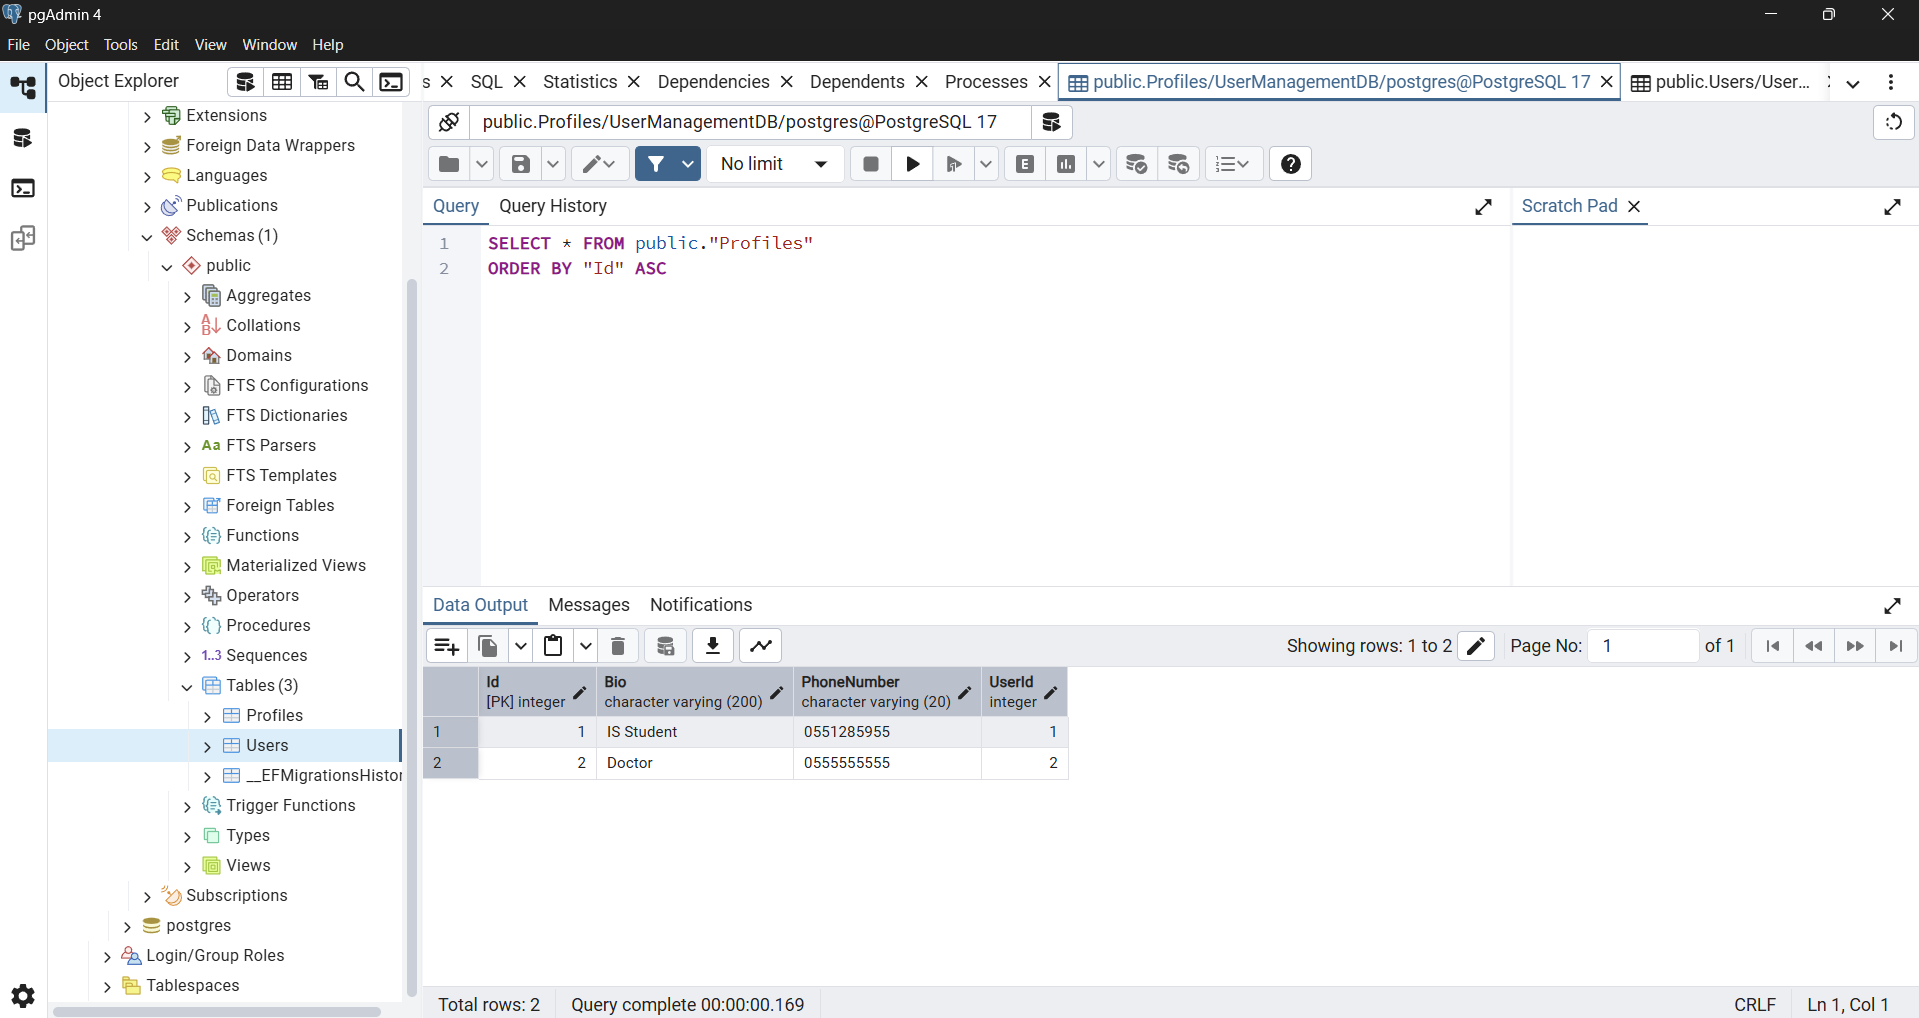 pgAdmin 4
File Object Tools Edit View Window Help
Object Explorer
s SQL Statistics Dependencies Dependents Processes public.Profiles/UserManagementDB/postgres@PostgreSQL 17 public.Users/User...
public.Profiles/UserManagementDB/postgres@PostgreSQL 17
No limit
E
Query Query History
Scratch Pad
1 SELECT * FROM public."Profiles"
2 ORDER BY "Id" ASC
Extensions
Foreign Data Wrappers
Languages
Publications
Schemas (1)
public
Aggregates
Collations
Domains
FTS Configurations
FTS Dictionaries
Aa FTS Parsers
FTS Templates
Foreign Tables
Functions
Materialized Views
Operators
Procedures
1..3 Sequences
Tables (3)
Profiles
Users
__EFMigrationsHistor
Trigger Functions
Types
Views
Subscriptions
postgres
Login/Group Roles
Tablespaces
Data Output Messages Notifications
Showing rows: 1 to 2 Page No: 1 of 1
Id Bio PhoneNumber UserId
[PK] integer character varying (200) character varying (20) integer
1 1 IS Student 0551285955 1
2 2 Doctor 0555555555 2
Total rows: 2 Query complete 00:00:00.169 CRLF Ln 1, Col 1